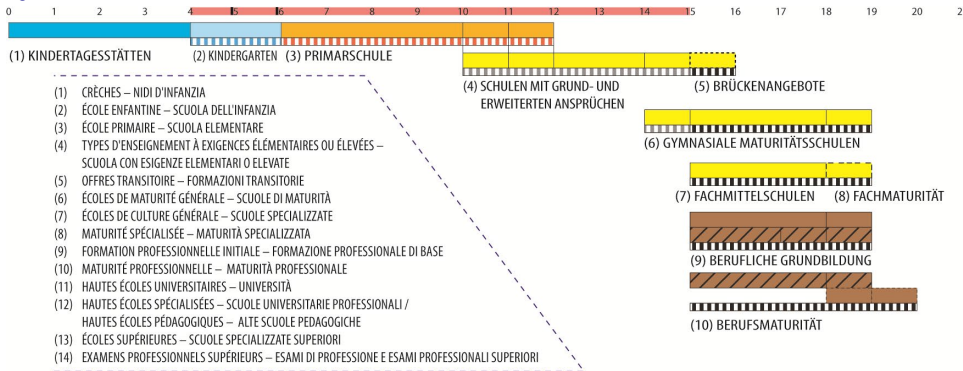 0 1 2 3 4 5 6 7 8 9 10 11 12 13 14 15 16 17 18 19 20 2
(1) KINDERTAGESSTÄTTEN
(2) KINDERGARTEN
(3) PRIMARSCHULE
(4) SCHULEN MIT GRUND- UND
ERWEITERTEN ANSPRÜCHEN
(5) BRÜCKENANGEBOTE
(6) GYMNASIALE MATURITÄTSSCHULEN
(7) FACHMITTELSCHULEN
(8) FACHMATURITÄT
(9) BERUFLICHE GRUNDBILDUNG
(10) BERUFSMATURITÄT
(1) CRÈCHES – NIDI D'INFANZIA
(2) ÉCOLE ENFANTINE – SCUOLA DELL'INFANZIA
(3) ÉCOLE PRIMAIRE – SCUOLA ELEMENTARE
(4) TYPES D'ENSEIGNEMENT À EXIGENCES ÉLÉMENTAIRES OU ÉLEVÉES –
SCUOLA CON ESIGENZE ELEMENTARI O ELEVATE
(5) OFFRES TRANSITOIRE – FORMAZIONI TRANSITORIE
(6) ÉCOLES DE MATURITÉ GÉNÉRALE – SCUOLE DI MATURITÀ
(7) ÉCOLES DE CULTURE GÉNÉRALE – SCUOLE SPECIALIZZATE
(8) MATURITÉ SPÉCIALISÉE – MATURITÀ SPECIALIZZATA
(9) FORMATION PROFESSIONNELLE INITIALE – FORMAZIONE PROFESSIONALE DI BASE
(10) MATURITÉ PROFESSIONNELLE – MATURITÀ PROFESSIONALE
(11) HAUTES ÉCOLES UNIVERSITAIRES – UNIVERSITÀ
(12) HAUTES ÉCOLES SPÉCIALISÉES – SCUOLE UNIVERSITARIE PROFESSIONALI /
HAUTES ÉCOLES PÉDAGOGIQUES – ALTE SCUOLE PEDAGOGICHE
(13) ÉCOLES SUPÉRIEURES – SCUOLE SPECIALIZZATE SUPERIORI
(14) EXAMENS PROFESSIONNELS SUPÉRIEURS – ESAMI DI PROFESSIONE E ESAMI PROFESSIONALI SUPERIORI